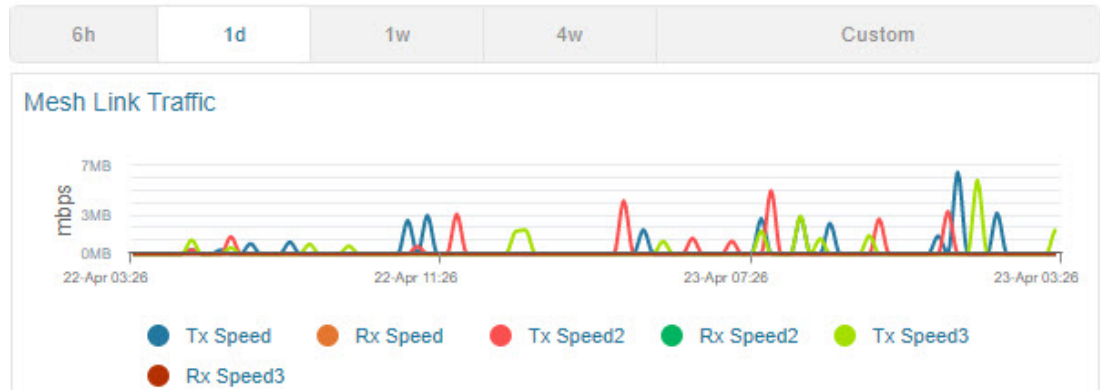 6h 1d 1w 4w Custom
Mesh Link Traffic
7MB
mbps
3MB
0MB
22-Apr 03:26 22-Apr 11:26 23-Apr 07:26 23-Apr 03:26
Tx Speed Rx Speed Tx Speed2 Rx Speed2 Tx Speed3
Rx Speed3